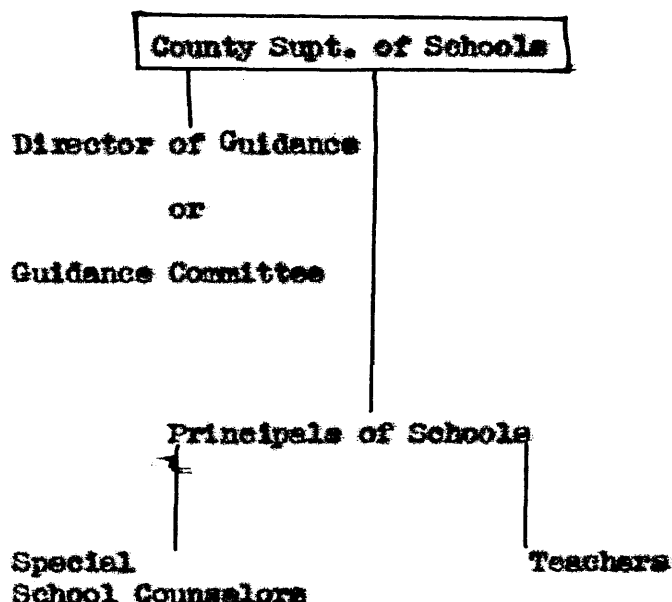 County Supt. of Schools
Director of Guidance
or
Guidance Committee
Principals of Schools
Special
School Counselors
Teachers